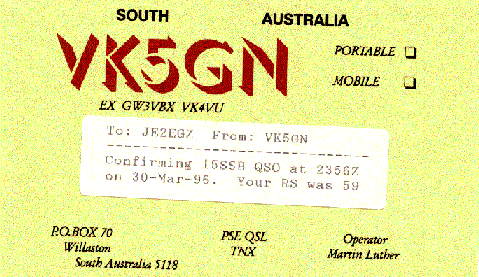 SOUTH AUSTRALIA
VK5GN
PORTABLE
MOBILE
EX GW3VBX VK4VU
To: JE2EGZ From: VK5GN
Confirming 15SSB QSO at 2356Z
on 30-Mar-96. Your RS was 59
P.O.BOX 70
Willaston
South Australia 5118
PSE QSL
TNX
Operator
Martin Luther